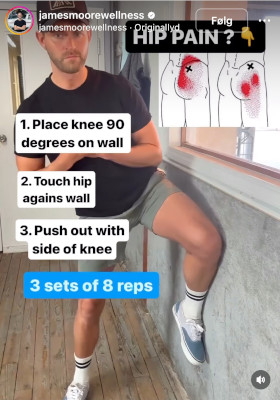 jamesmoorewellness
jamesmoorewellness · Originallyd
Følg
HIP PAIN ? 👇
1. Place knee 90
degrees on wall
2. Touch hip
agains wall
3. Push out with
side of knee
3 sets of 8 reps